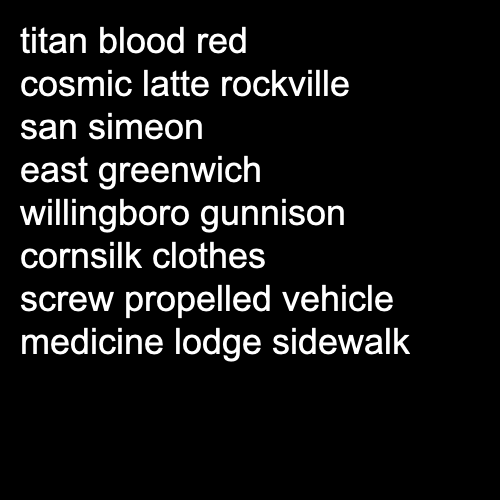 titan blood red
cosmic latte rockville
san simeon
east greenwich
willingboro gunnison
cornsilk clothes
screw propelled vehicle
medicine lodge sidewalk